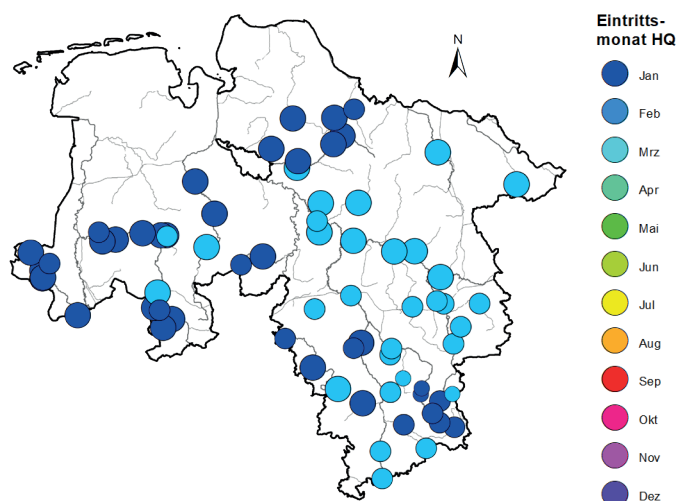 N
Eintritts-
monat HQ
Jan
Feb
Mrz
Apr
Mai
Jun
Jul
Aug
Sep
Okt
Nov
Dez